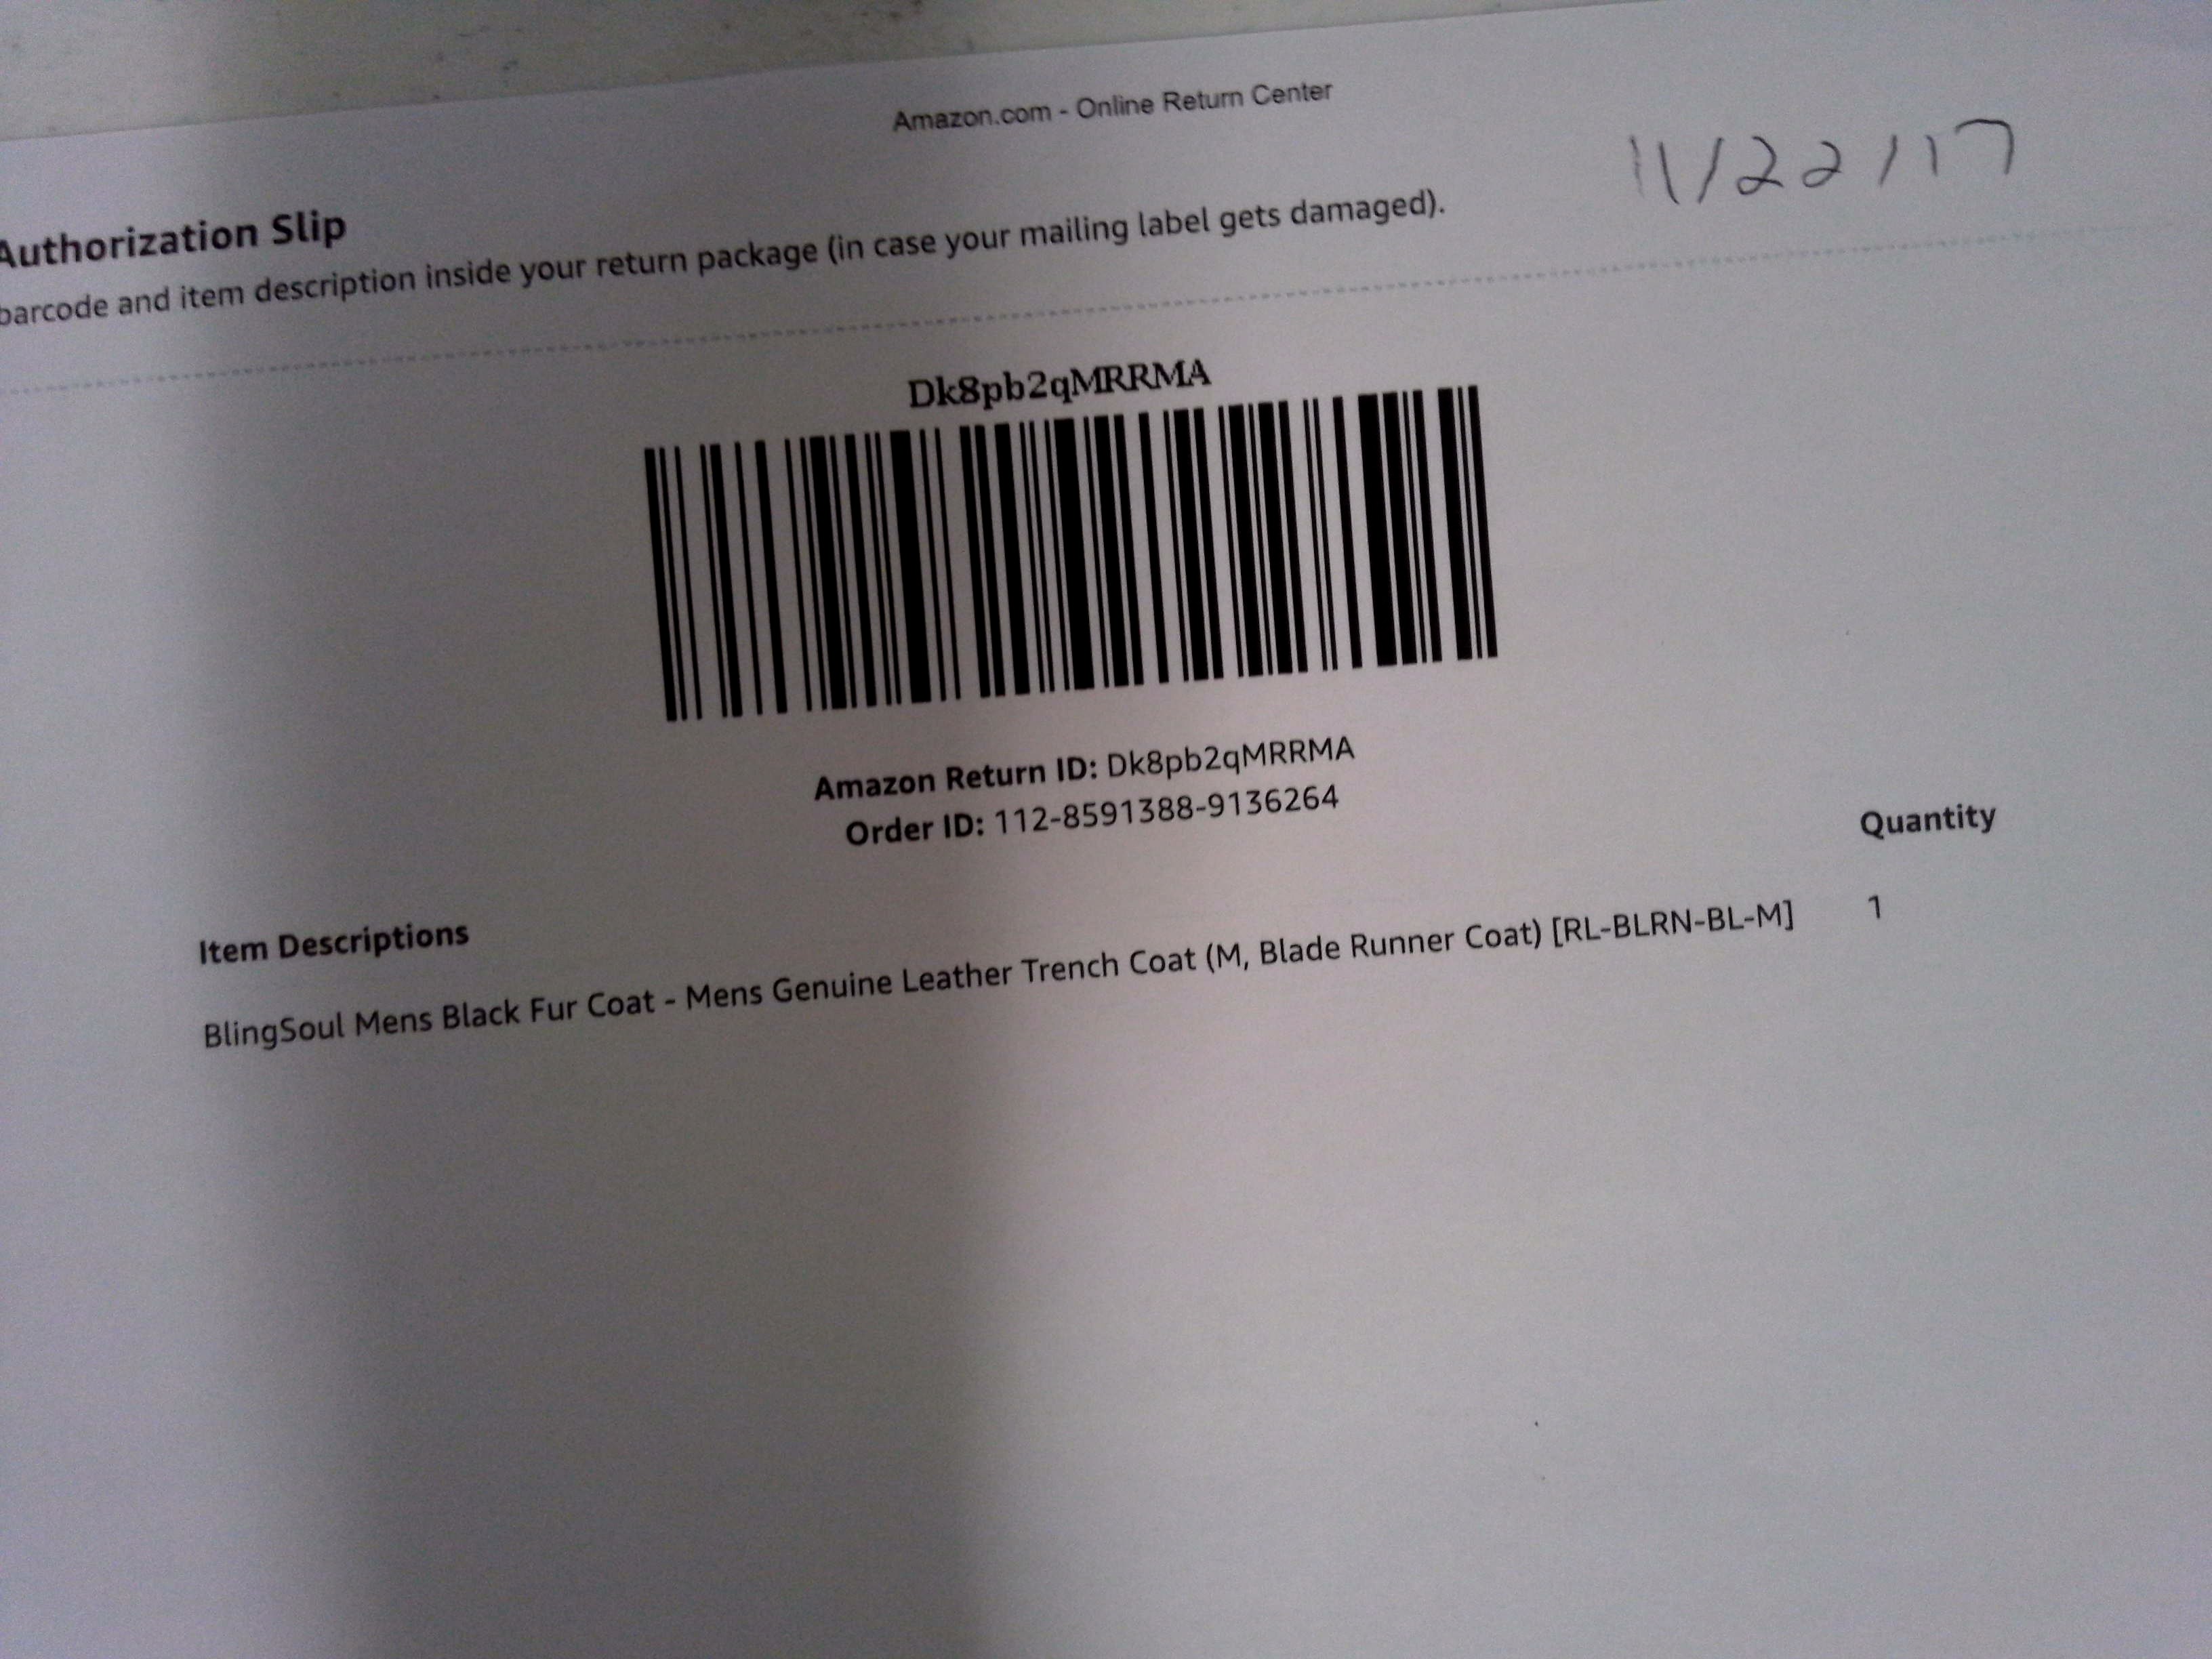 Amazon.com - Online Return Center
11/22/17
Authorization Slip
barcode and item description inside your return package (in case your mailing label gets damaged).
Dk8pb2qMRRMA
Amazon Return ID: Dk8pb2qMRRMA
Order ID: 112-8591388-9136264
Item Descriptions Quantity
BlingSoul Mens Black Fur Coat - Mens Genuine Leather Trench Coat (M, Blade Runner Coat) [RL-BLRN-BL-M] 1